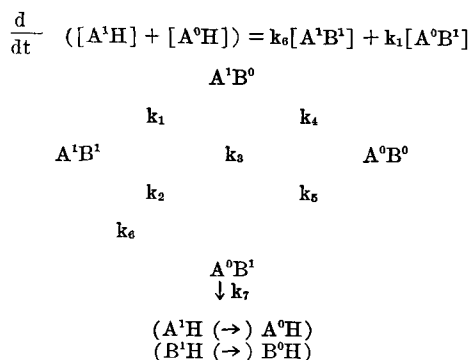 d/dt ([A¹H] + [A⁰H]) = k₆[A¹B¹] + k₁[A⁰B¹]
A¹B⁰
k₁ k₄
A¹B¹ k₃ A⁰B⁰
k₂ k₅
k₆
A⁰B¹
↓ k₇
(A¹H (→) A⁰H)
(B¹H (→) B⁰H)